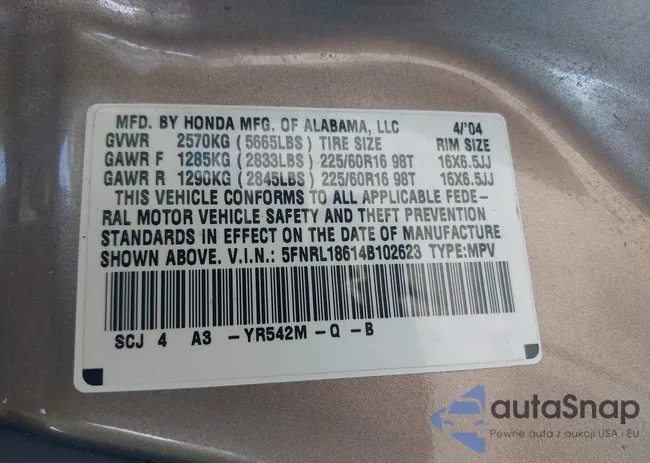 MFD. BY HONDA MFG. OF ALABAMA, LLC 4/'04
GVWR 2570KG (5665LBS) TIRE SIZE RIM SIZE
GAWR F 1285KG (2833LBS) 225/60R16 98T 16X6.5JJ
GAWR R 1290KG (2845LBS) 225/60R16 98T 16X6.5JJ
THIS VEHICLE CONFORMS TO ALL APPLICABLE FEDE-
RAL MOTOR VEHICLE SAFETY AND THEFT PREVENTION
STANDARDS IN EFFECT ON THE DATE OF MANUFACTURE
SHOWN ABOVE. V.I.N.: 5FNRL18614B102623 TYPE:MPV
SCJ 4 A3 -YR542M - Q - B
autaSnap
Pewne auta z aukcji USA i EU